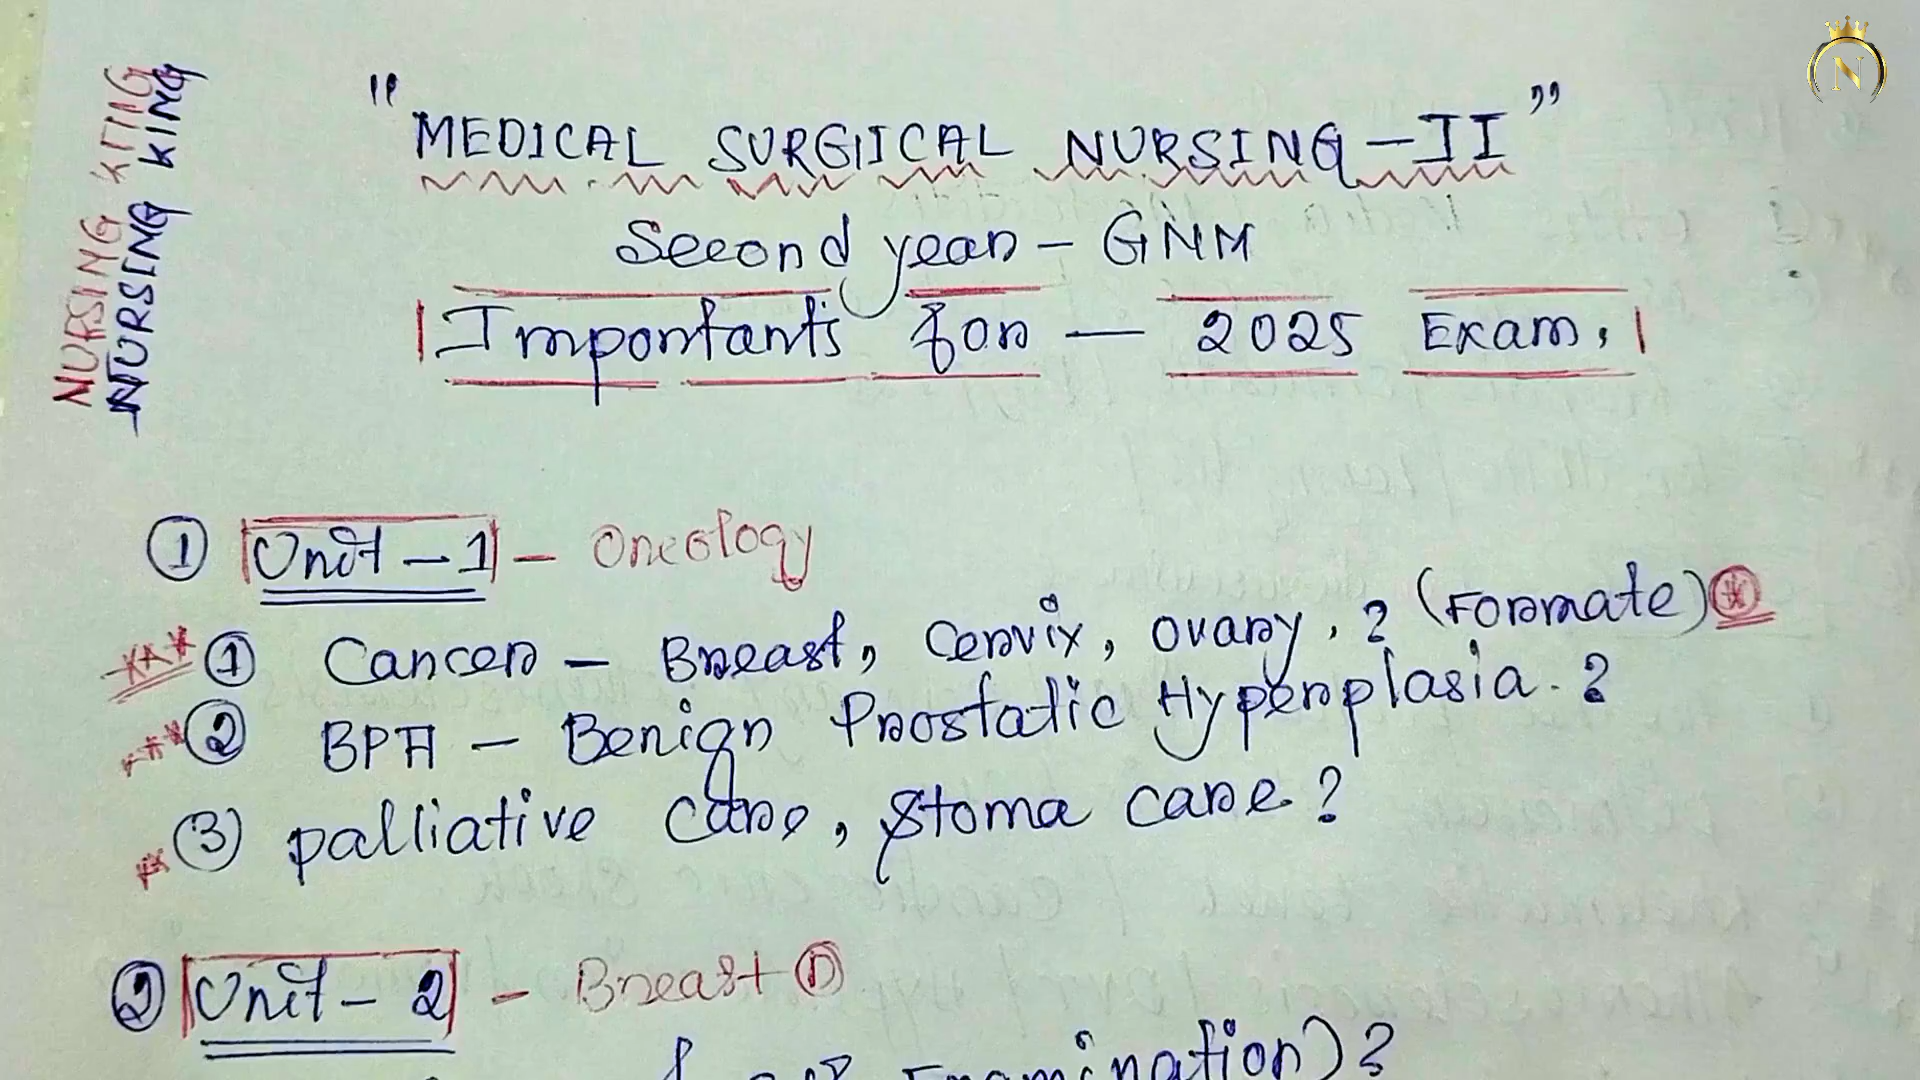 NURSING KING
NURSING KING
N
"MEDICAL SURGICAL NURSING-II"
Second year - GNM
Importants for - 2025 Exam.
① Unit - 1 - Oncology
*** ① Cancer - Breast, Cervix, Ovary. ? (Formate) *
*** ② BPH - Benign Prostatic Hyperplasia. ?
** ③ palliative care, stoma care ?
② Unit - 2 - Breast Ⓓ
Examination) ?